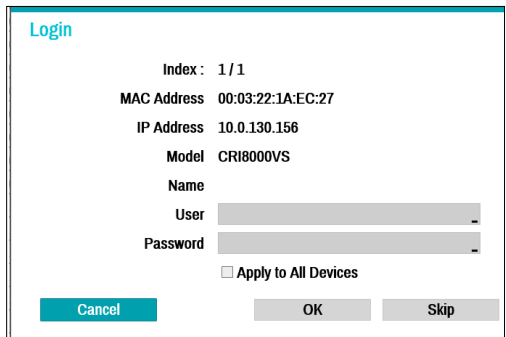 Login
Index : 1 / 1
MAC Address 00:03:22:1A:EC:27
IP Address 10.0.130.156
Model CRI8000VS
Name
User _
Password _
Apply to All Devices
Cancel OK Skip